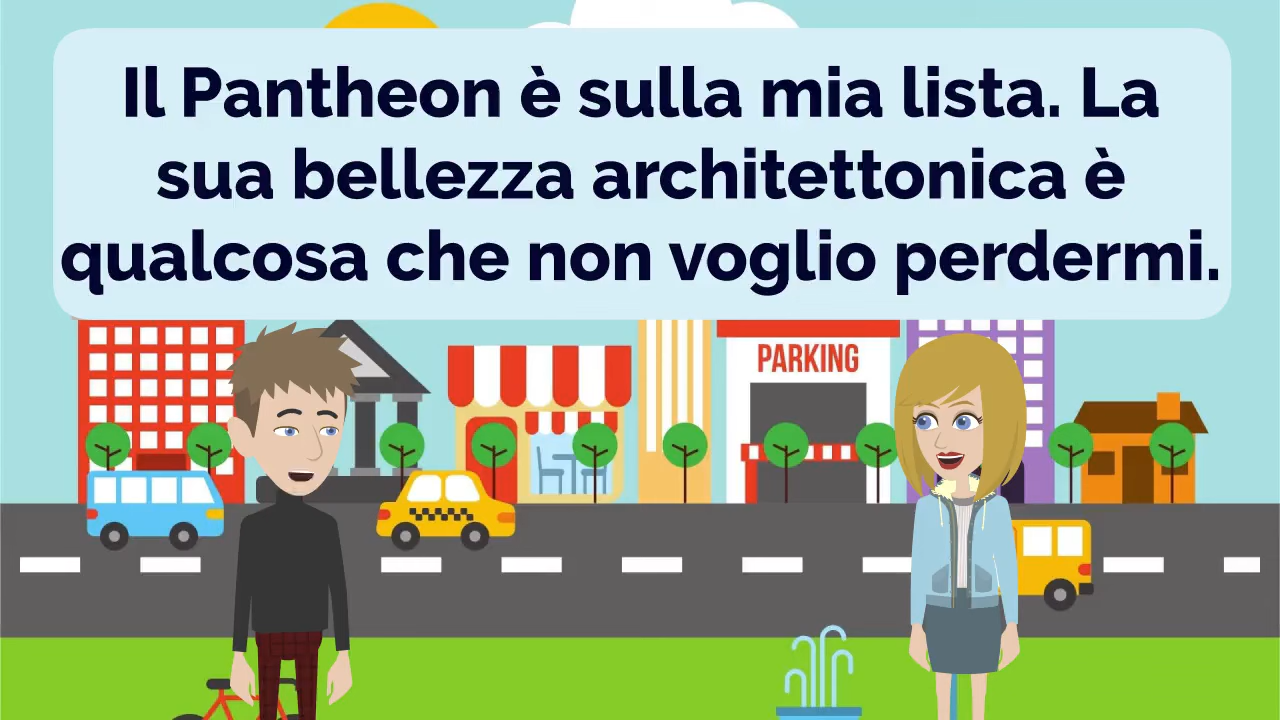 Il Pantheon è sulla mia lista. La
sua bellezza architettonica è
qualcosa che non voglio perdermi.
PARKING